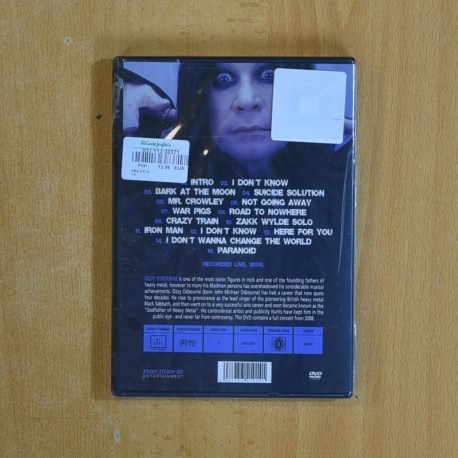 El Corte Inglés
PVP: 13,95 EUR
INTRO 02. I DON'T KNOW
BARK AT THE MOON 04. SUICIDE SOLUTION
05. MR. CROWLEY 06. NOT GOING AWAY
07. WAR PIGS 08. ROAD TO NOWHERE
09. CRAZY TRAIN 10. ZAKK WYLDE SOLO
11. IRON MAN 12. I DON'T KNOW 13. HERE FOR YOU
14. I DON'T WANNA CHANGE THE WORLD
15. PARANOID
RECORDED LIVE, 2008.
OZZY OSBOURNE is one of the most iconic figures in rock and one of the founding fathers of
heavy metal, however to many his Madman persona has overshadowed his considerable musical
achievements. Ozzy Osbourne (born John Michael Osbourne) has had a career that now spans
four decades. He rose to prominence as the lead singer of the pioneering British heavy metal
Black Sabbath, and then went on to a very succesful solo career and soon became known as the
"Godfather of Heavy Metal". His controversial antics and publicity stunts have kept him in the
public eye - and never far from controversy. This DVD contains a full concert from 2008.
ENTERTAINMENT
DVD